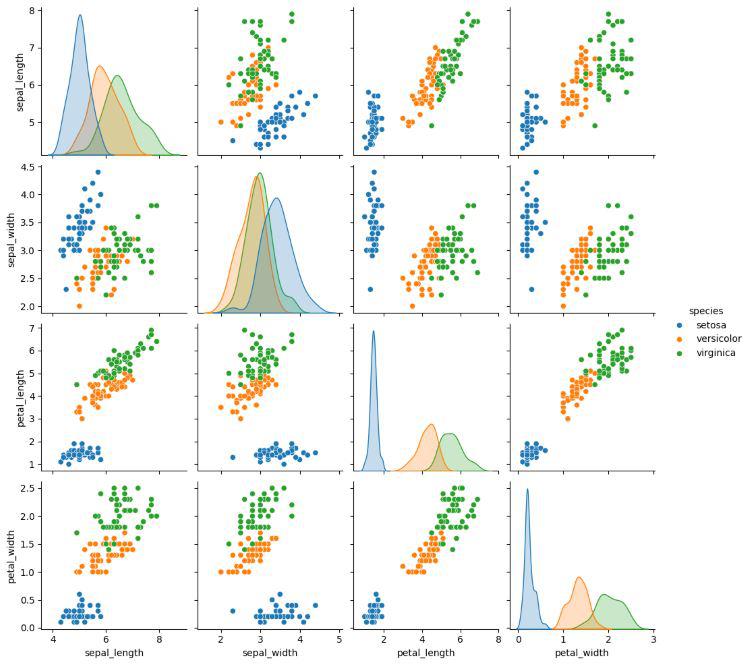 8
7
6
5
sepal_length
4.5
4.0
3.5
3.0
2.5
2.0
sepal_width
species
setosa
versicolor
virginica
7
6
5
4
3
2
1
petal_length
2.5
2.0
1.5
1.0
0.5
0.0
petal_width
4 6 8 2 3 4 5 2 4 6 8 0 1 2 3
sepal_length sepal_width petal_length petal_width